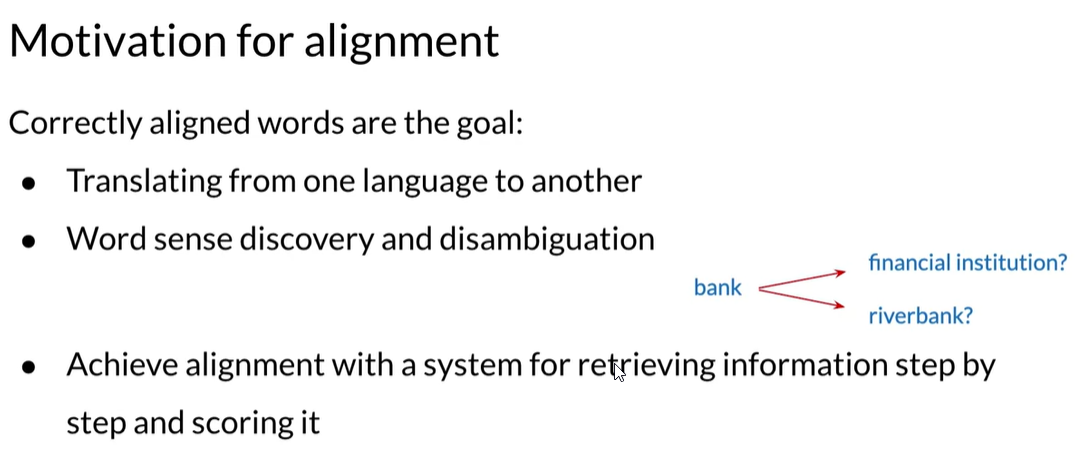 Motivation for alignment
Correctly aligned words are the goal:
● Translating from one language to another
● Word sense discovery and disambiguation
financial institution?
bank
riverbank?
● Achieve alignment with a system for retrieving information step by
step and scoring it